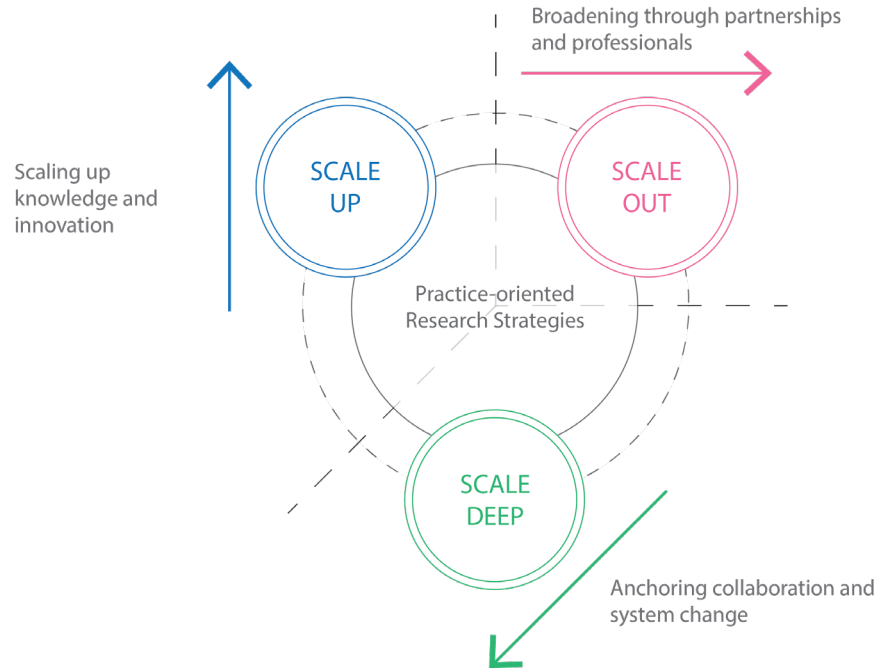 Broadening through partnerships
and professionals
SCALE
UP
SCALE
OUT
Scaling up
knowledge and
innovation
Practice-oriented
Research Strategies
SCALE
DEEP
Anchoring collaboration and
system change